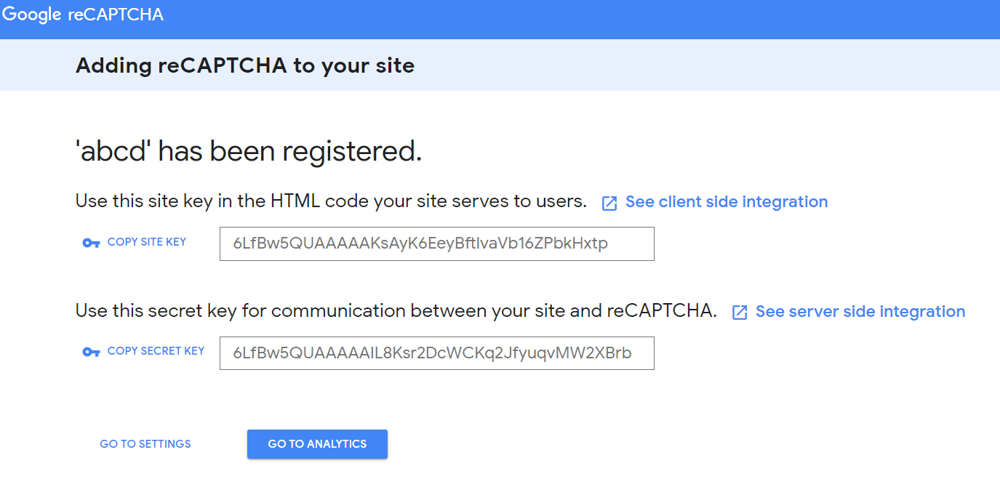 Google reCAPTCHA
Adding reCAPTCHA to your site
'abcd' has been registered.
Use this site key in the HTML code your site serves to users. See client side integration
COPY SITE KEY 6LfBw5QUAAAAAKsAyK6EeyBftIvaVb16ZPbkHxtp
Use this secret key for communication between your site and reCAPTCHA. See server side integration
COPY SECRET KEY 6LfBw5QUAAAAAIL8Ksr2DcWCKq2JfyuqvMW2XBrb
GO TO SETTINGS GO TO ANALYTICS